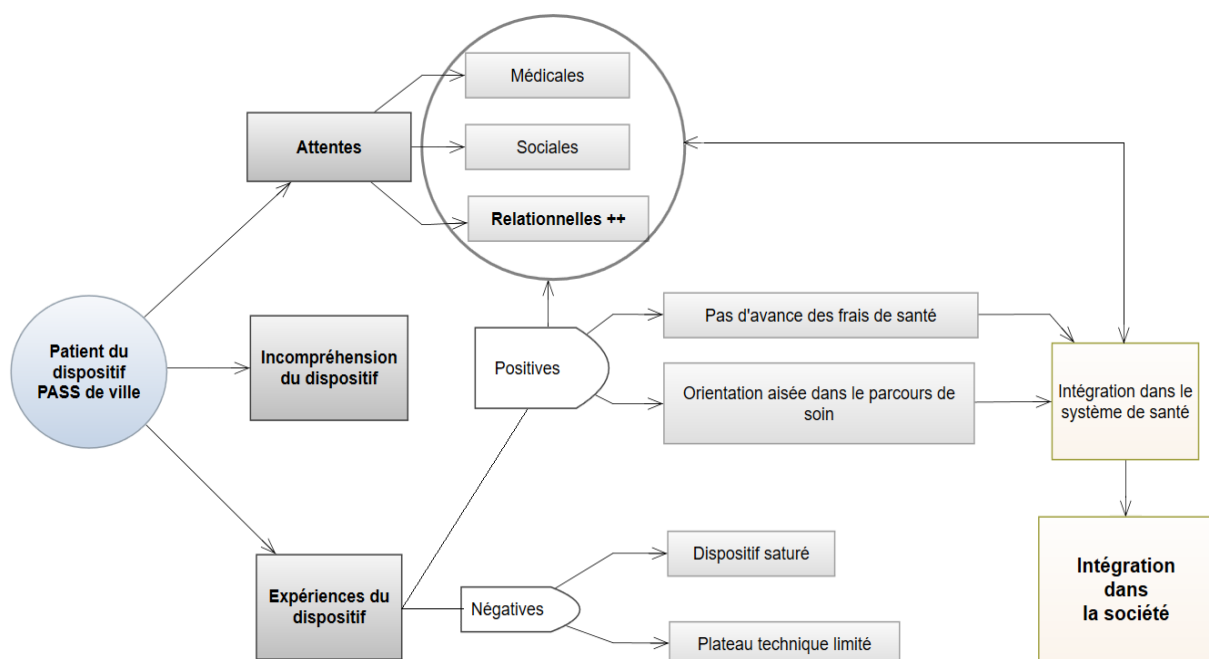 Médicales
Attentes
Sociales
Relationnelles ++
Patient du
dispositif
PASS de ville
Incompréhension
du dispositif
Positives
Pas d'avance des frais de santé
Orientation aisée dans le parcours de
soin
Intégration dans le
système de santé
Expériences du
dispositif
Négatives
Dispositif saturé
Plateau technique limité
Intégration
dans
la société